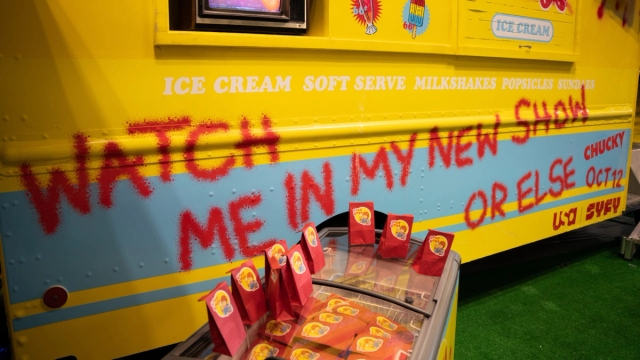 ICE CREAM
ICE CREAM SOFT SERVE MILKSHAKES POPSICLES SUNDAES
WATCH
ME IN MY NEW SHOW
OR ELSE
CHUCKY
OCT 12
USA SYFY